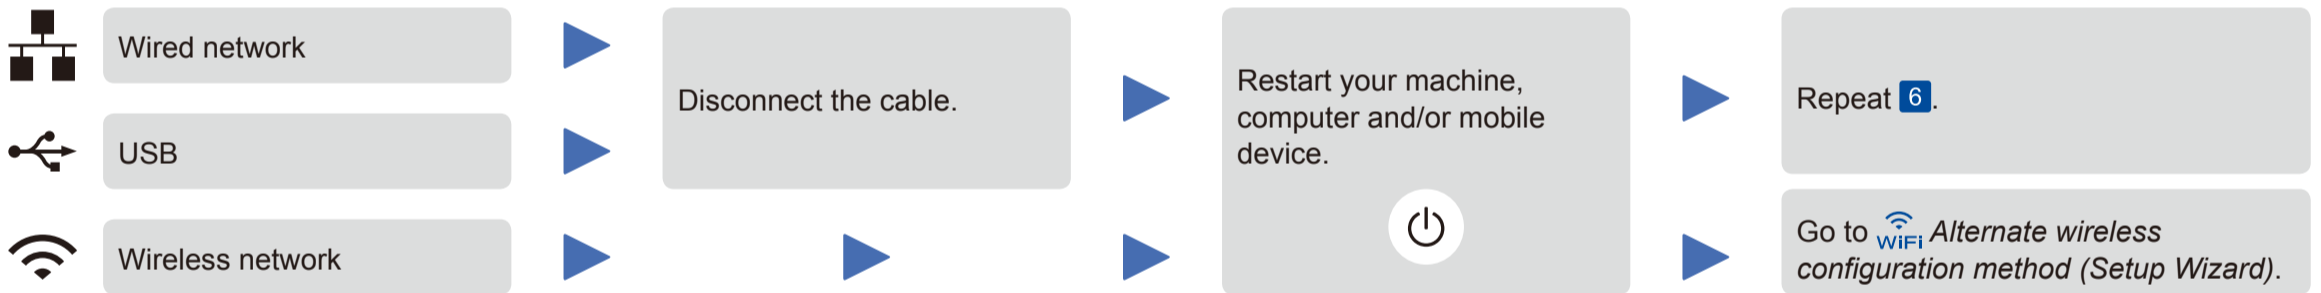 Wired network
USB
Wireless network
Disconnect the cable.
Restart your machine,
computer and/or mobile
device.
Repeat 6.
Go to WiFi Alternate wireless
configuration method (Setup Wizard).